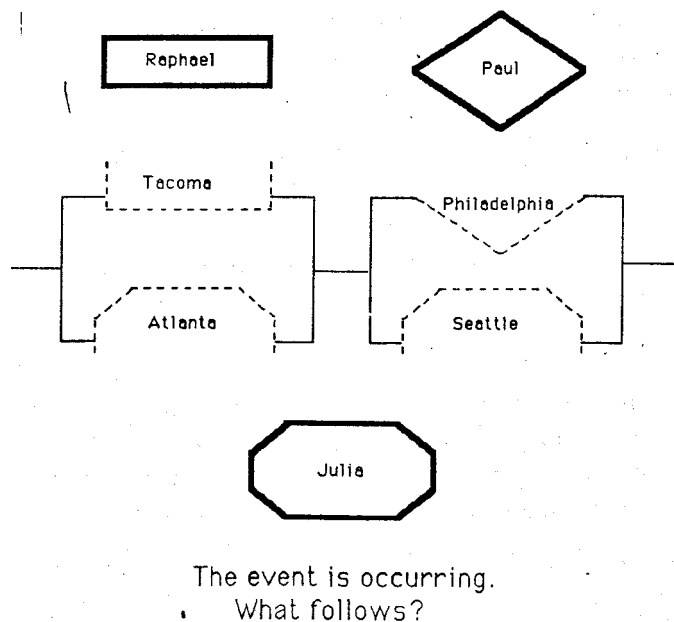 Raphael
Paul
Tacoma
Philadelphia
Atlanta
Seattle
Julia
The event is occurring.
What follows?